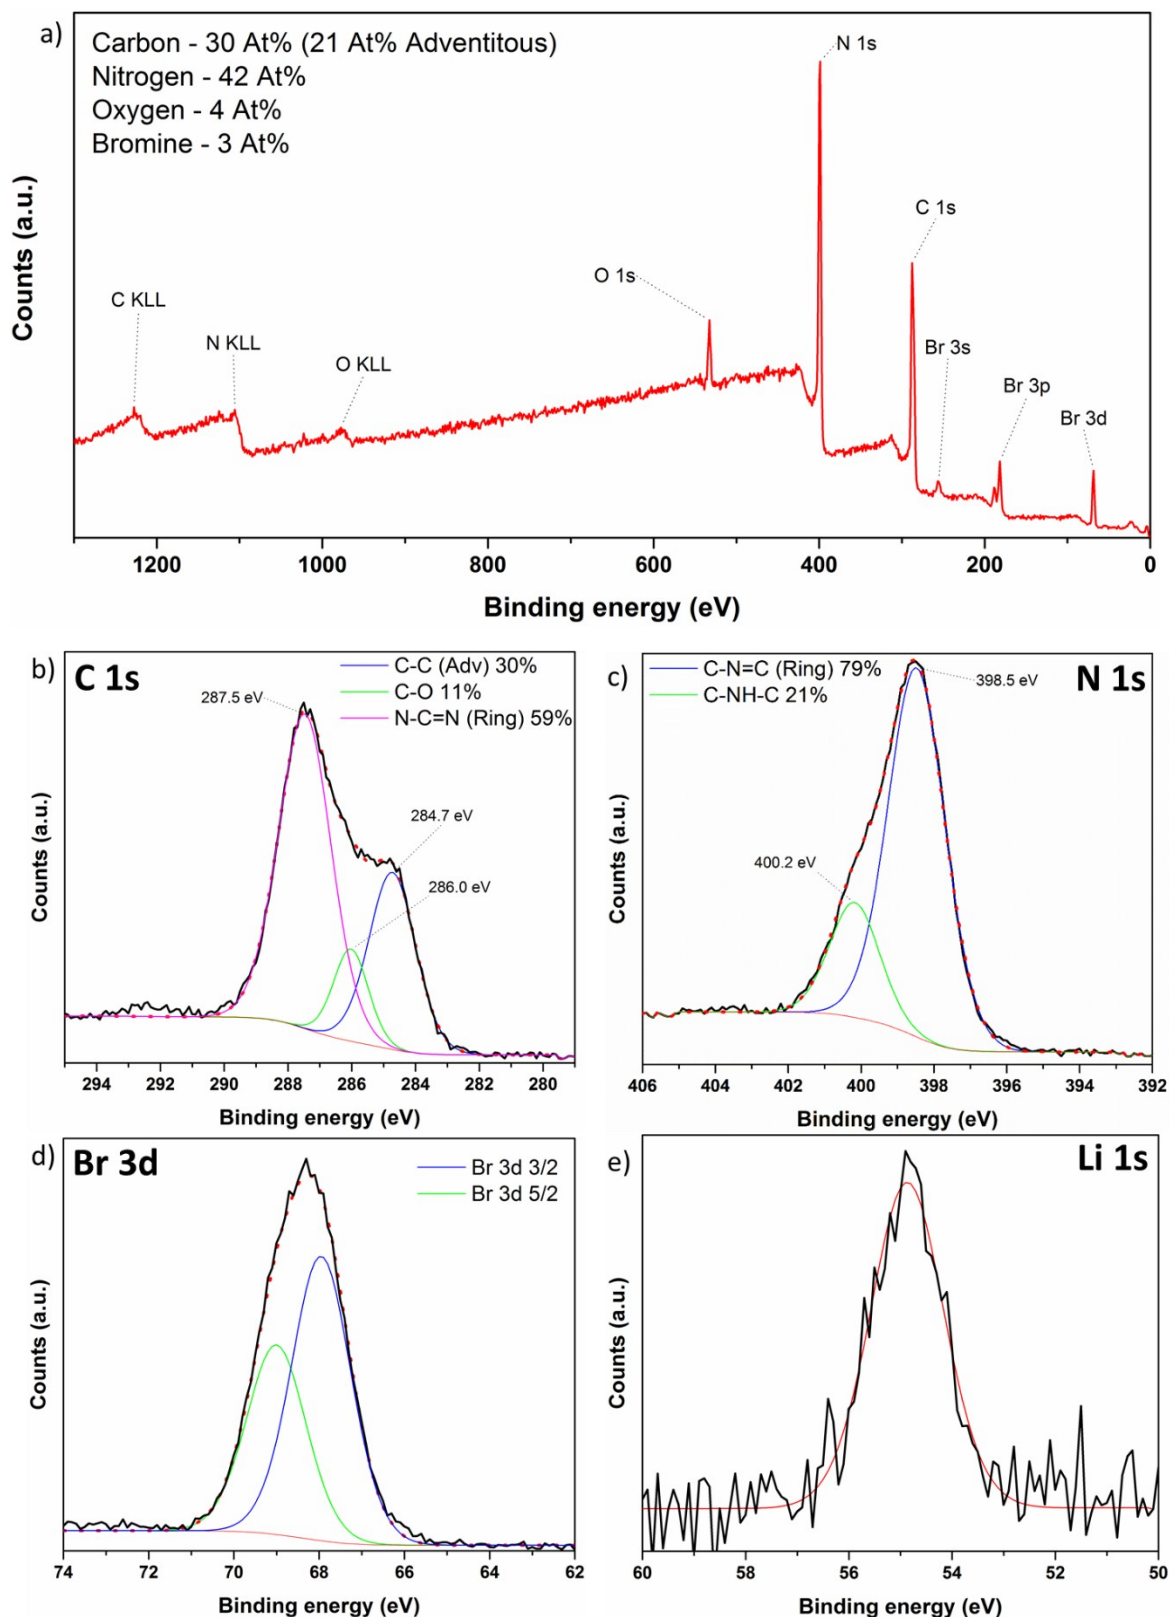 a)
Carbon - 30 At% (21 At% Adventitous)
Nitrogen - 42 At%
Oxygen - 4 At%
Bromine - 3 At%
N 1s
C 1s
O 1s
C KLL
N KLL
O KLL
Br 3s
Br 3p
Br 3d
Counts (a.u.)
1200 1000 800 600 400 200 0
Binding energy (eV)
b)
C 1s
C-C (Adv) 30%
C-O 11%
N-C=N (Ring) 59%
287.5 eV
284.7 eV
286.0 eV
Counts (a.u.)
294 292 290 288 286 284 282 280
Binding energy (eV)
c)
C-N=C (Ring) 79%
C-NH-C 21%
N 1s
398.5 eV
400.2 eV
Counts (a.u.)
406 404 402 400 398 396 394 392
Binding energy (eV)
d)
Br 3d
Br 3d 3/2
Br 3d 5/2
Counts (a.u.)
74 72 70 68 66 64 62
Binding energy (eV)
e)
Li 1s
Counts (a.u.)
60 58 56 54 52 50
Binding energy (eV)